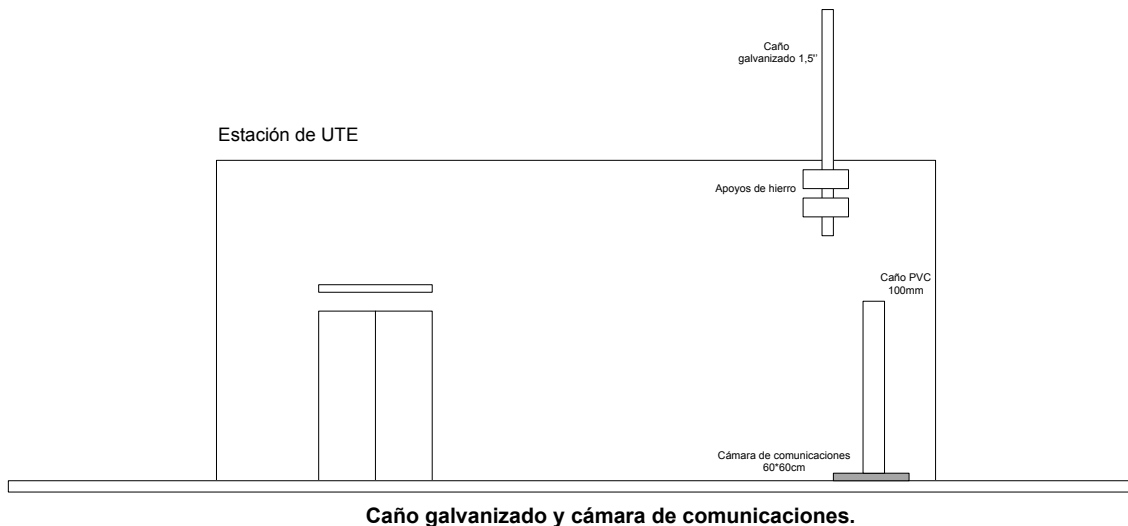 Caño
galvanizado 1,5''
Estación de UTE
Apoyos de hierro
Caño PVC
100mm
Cámara de comunicaciones
60*60cm
Caño galvanizado y cámara de comunicaciones.